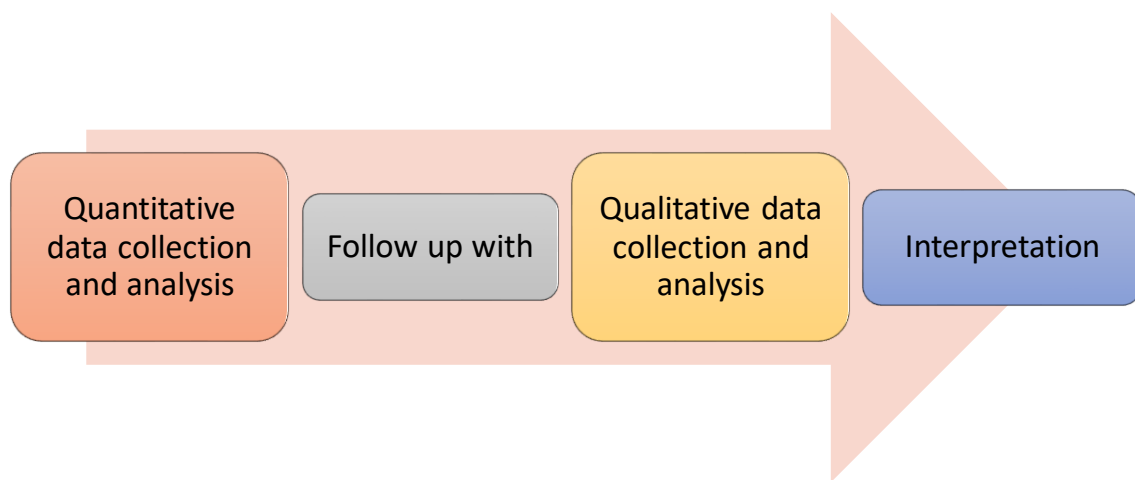 Quantitative
data collection
and analysis
Follow up with
Qualitative data
collection and
analysis
Interpretation